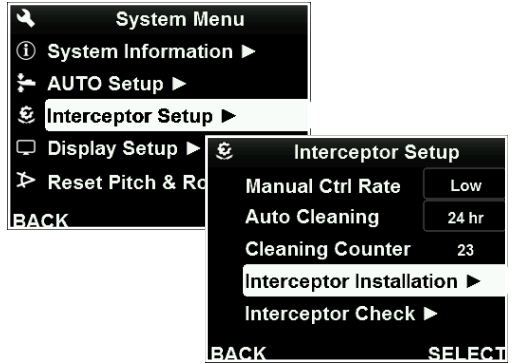 System Menu
System Information ►
AUTO Setup ►
Interceptor Setup ►
Display Setup ►
Reset Pitch & Ro
BACK
Interceptor Setup
Manual Ctrl Rate Low
Auto Cleaning 24 hr
Cleaning Counter 23
Interceptor Installation ►
Interceptor Check ►
BACK SELECT